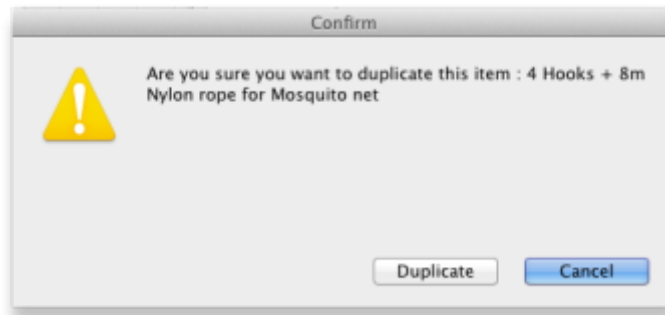 Confirm
Are you sure you want to duplicate this item : 4 Hooks + 8m
Nylon rope for Mosquito net
Duplicate
Cancel